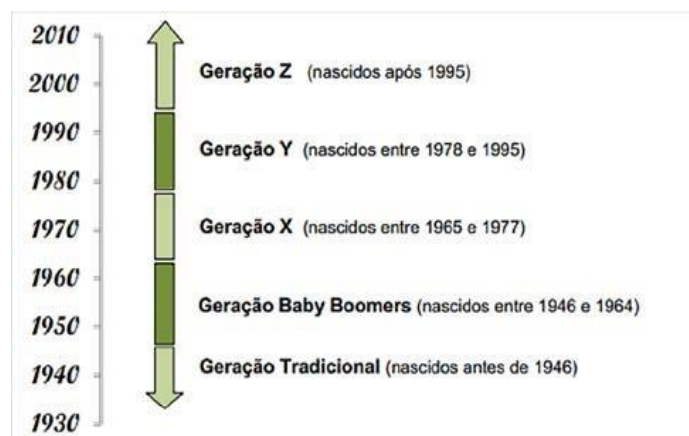 2010
Geração Z (nascidos após 1995)
2000
1990
Geração Y (nascidos entre 1978 e 1995)
1980
1970
Geração X (nascidos entre 1965 e 1977)
1960
Geração Baby Boomers (nascidos entre 1946 e 1964)
1950
Geração Tradicional (nascidos antes de 1946)
1940
1930